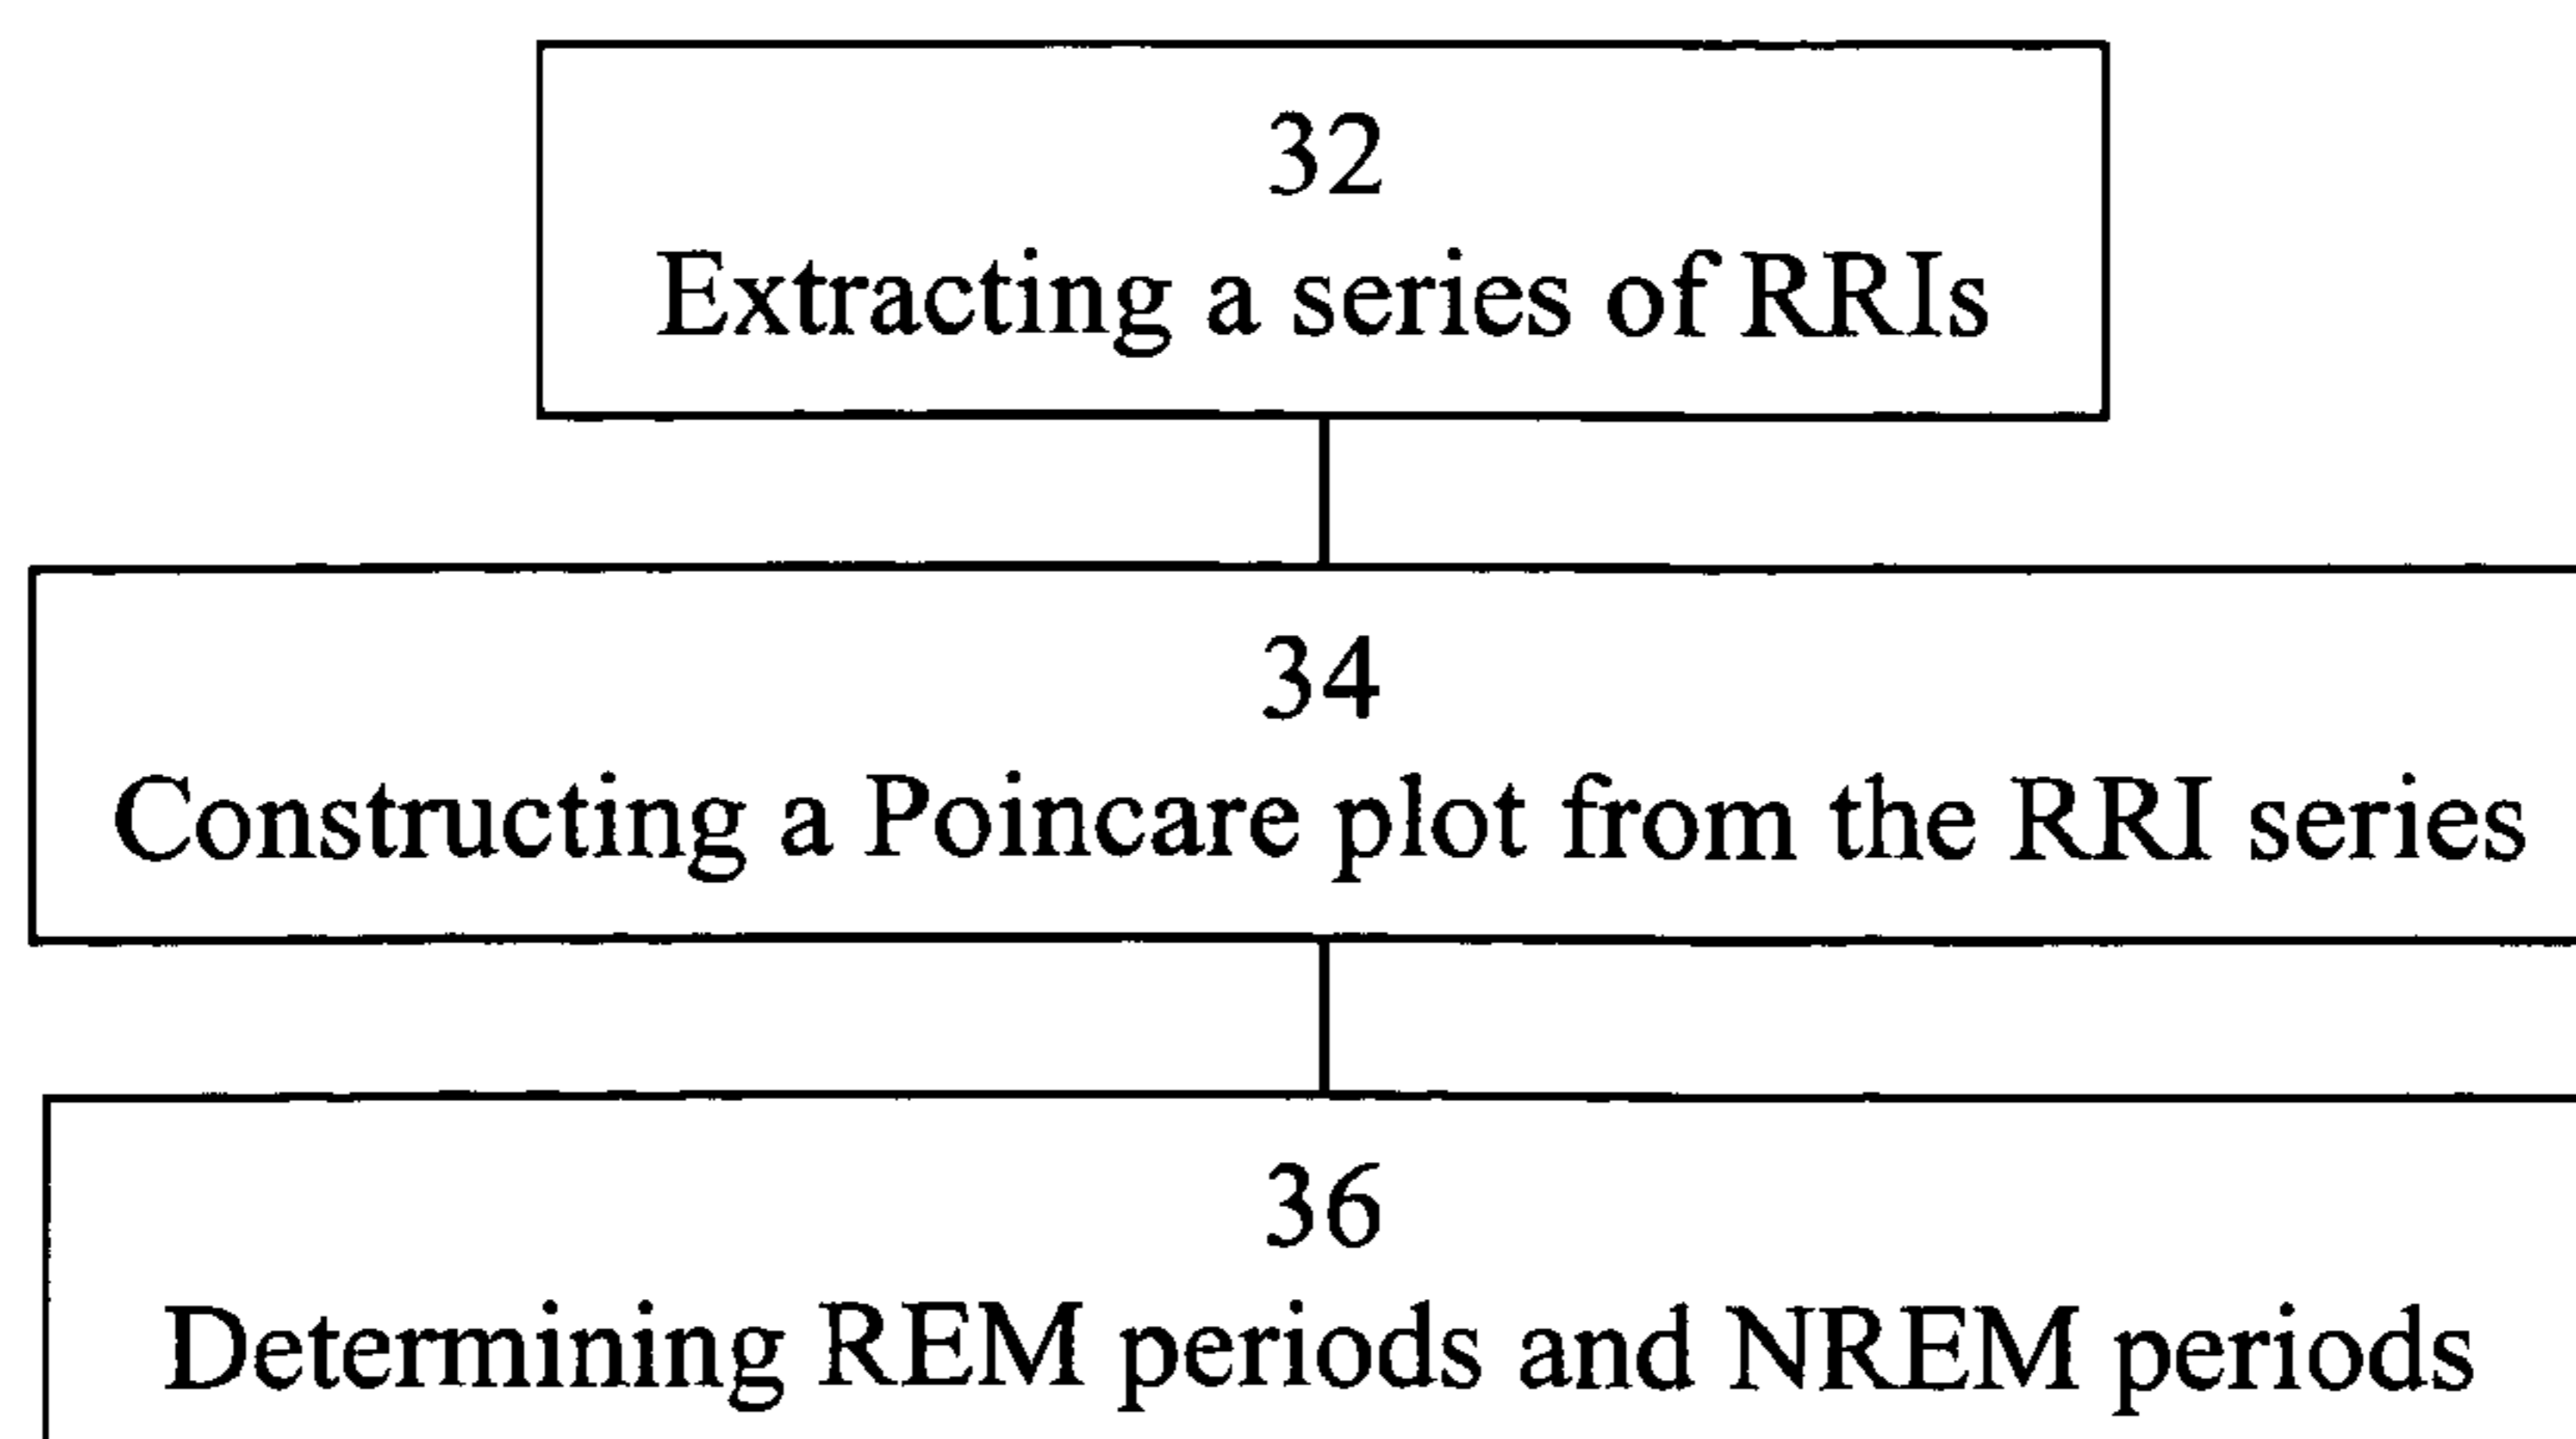 32
Extracting a series of RRIs
34
Constructing a Poincare plot from the RRI series
36
Determining REM periods and NREM periods